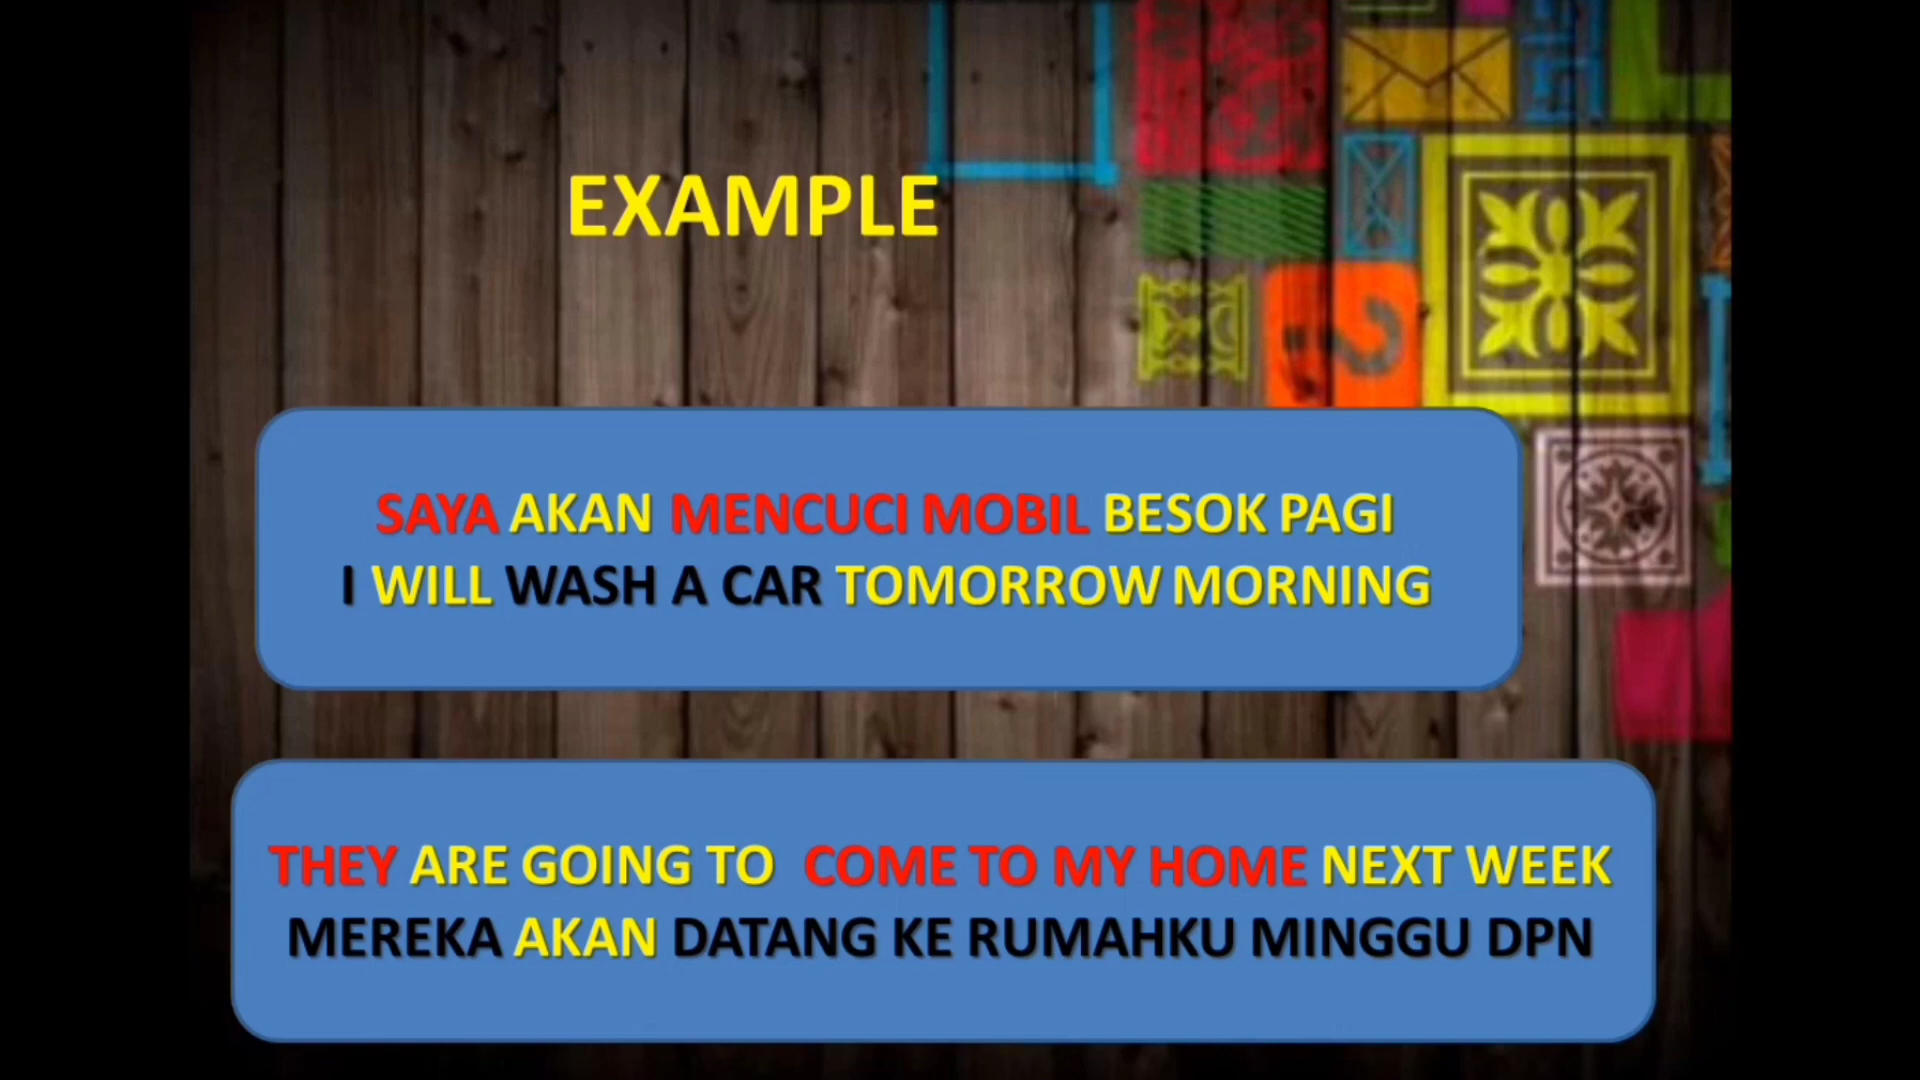 EXAMPLE
SAYA AKAN MENCUCI MOBIL BESOK PAGI
I WILL WASH A CAR TOMORROW MORNING
THEY ARE GOING TO COME TO MY HOME NEXT WEEK
MEREKA AKAN DATANG KE RUMAHKU MINGGU DPN